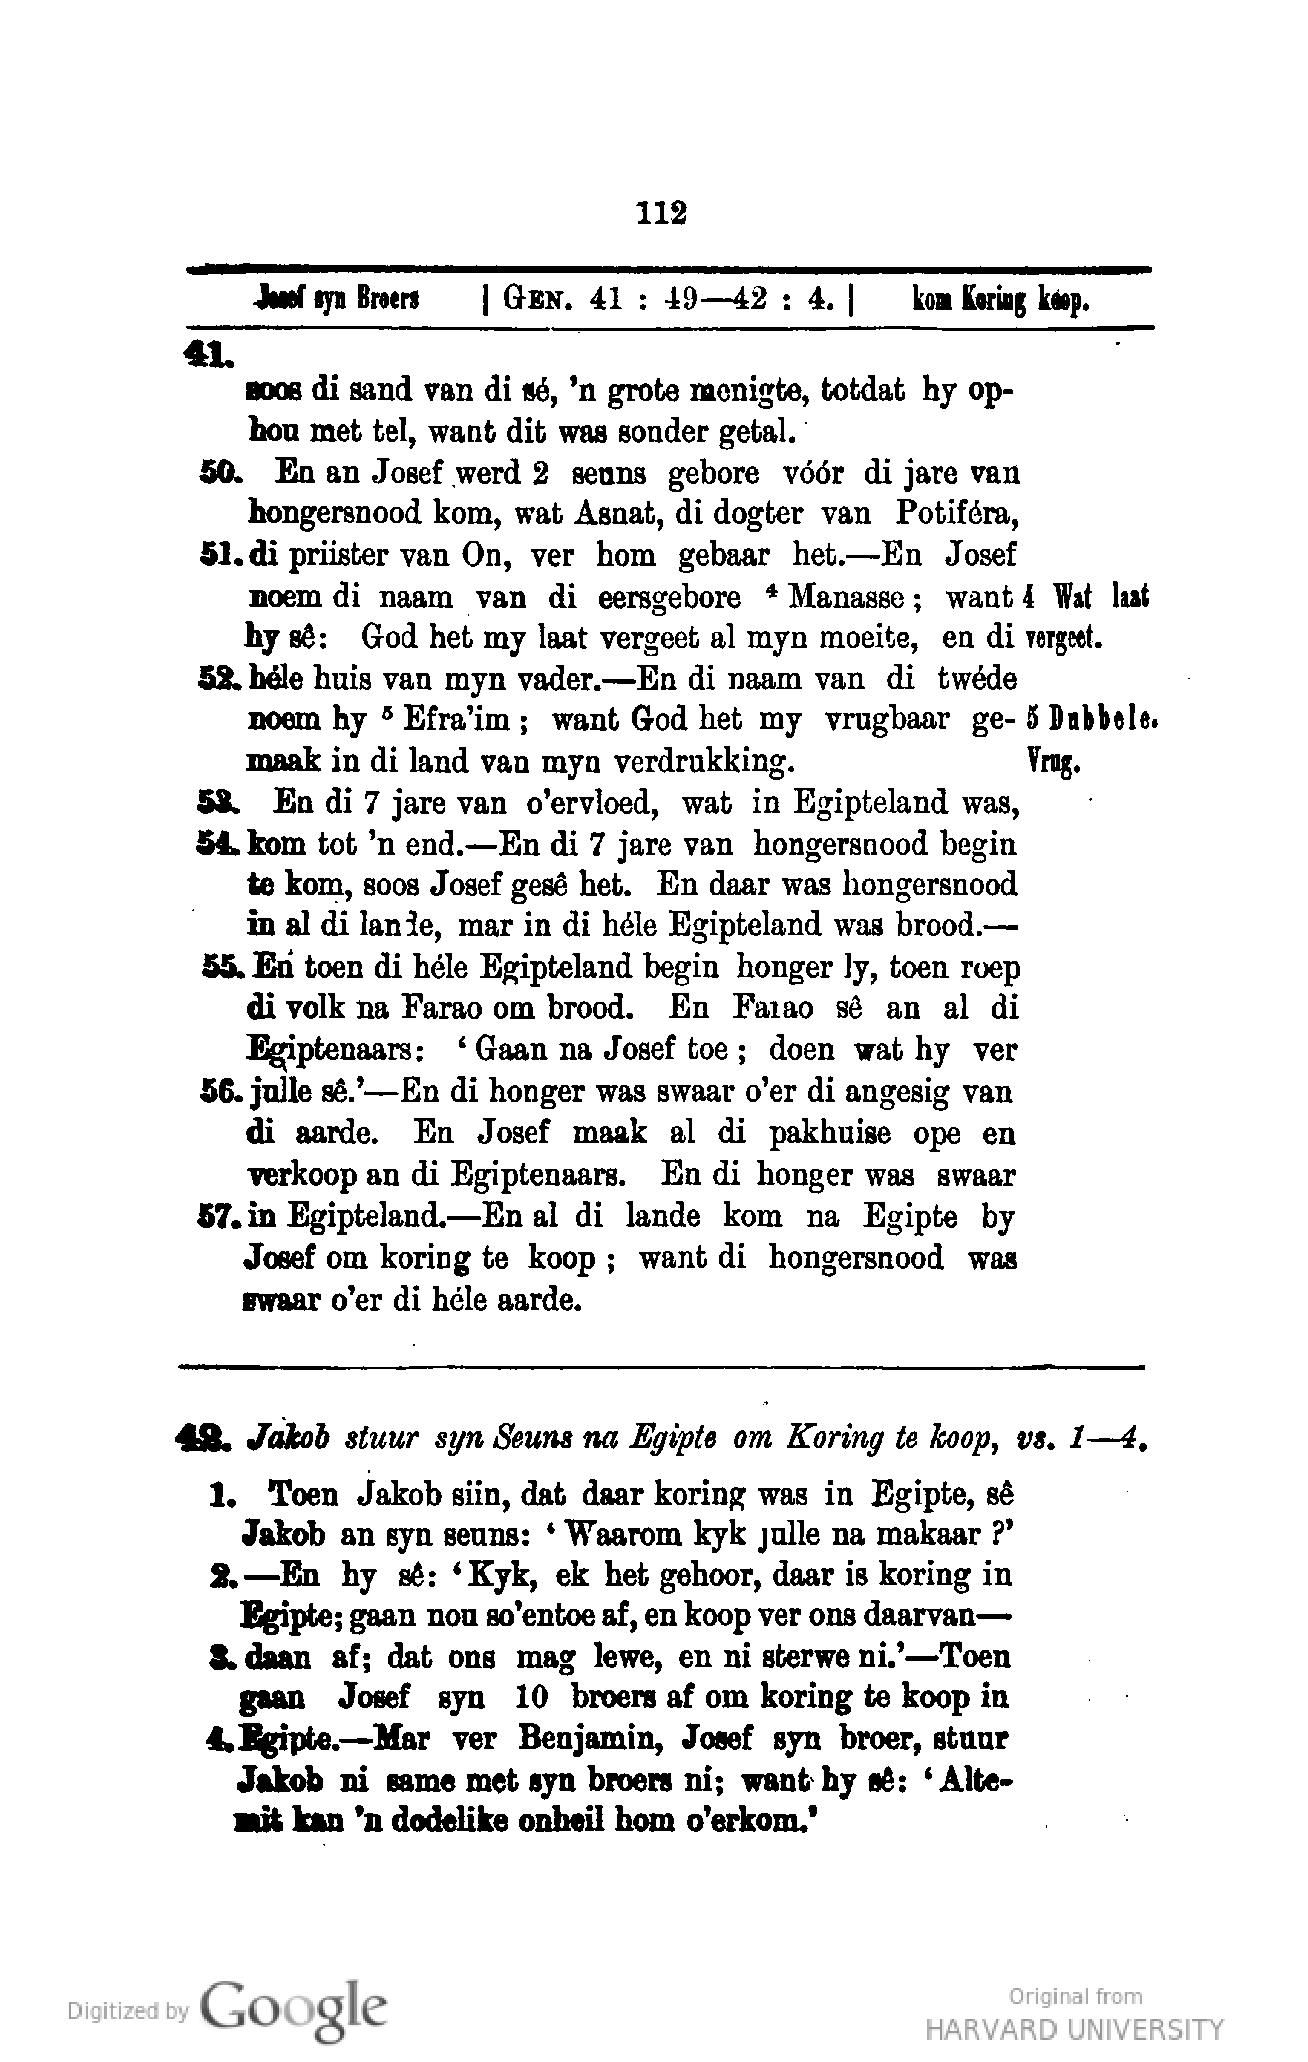 112
Josef syn Broers | GEN. 41 : 49—42 : 4. | kom Koring koop.
41.
soos di sand van di sé, 'n grote menigte, totdat hy op-
hou met tel, want dit was sonder getal.
50. En an Josef werd 2 seuns gebore vóór di jare van
hongersnood kom, wat Asnat, di dogter van Potiféra,
51. di priister van On, ver hom gebaar het.—En Josef
noem di naam van di eersgebore ⁴ Manasse; want 4 Wat laat
hy sê: God het my laat vergeet al myn moeite, en di vergeet.
52. héle huis van myn vader.—En di naam van di twéde
noem hy ⁵ Efra'im; want God het my vrugbaar ge- 5 Dubbele.
maak in di land van myn verdrukking. Vrug.
53. En di 7 jare van o'ervloed, wat in Egipteland was,
54. kom tot 'n end.—En di 7 jare van hongersnood begin
te kom, soos Josef gesê het. En daar was hongersnood
in al di lande, mar in di héle Egipteland was brood.—
55. En toen di héle Egipteland begin honger ly, toen roep
di volk na Farao om brood. En Farao sê an al di
Egiptenaars: ‘Gaan na Josef toe; doen wat hy ver
56. julle sê.’—En di honger was swaar o'er di angesig van
di aarde. En Josef maak al di pakhuise ope en
verkoop an di Egiptenaars. En di honger was swaar
57. in Egipteland.—En al di lande kom na Egipte by
Josef om koring te koop; want di hongersnood was
swaar o'er di héle aarde.
42. Jakob stuur syn Seuns na Egipte om Koring te koop, vs. 1—4.
1. Toen Jakob siin, dat daar koring was in Egipte, sê
Jakob an syn seuns: ‘Waarom kyk julle na makaar?’
2. —En hy sê: ‘Kyk, ek het gehoor, daar is koring in
Egipte; gaan nou so'entoe af, en koop ver ons daarvan—
3. daan af; dat ons mag lewe, en ni sterwe ni.’—Toen
gaan Josef syn 10 broers af om koring te koop in
4. Egipte.—Mar ver Benjamin, Josef syn broer, stuur
Jakob ni same met syn broers ni; want hy sê: ‘Alte-
mit kan 'n dodelike onheil hom o'erkom.’
Digitized by Google
Original from
HARVARD UNIVERSITY